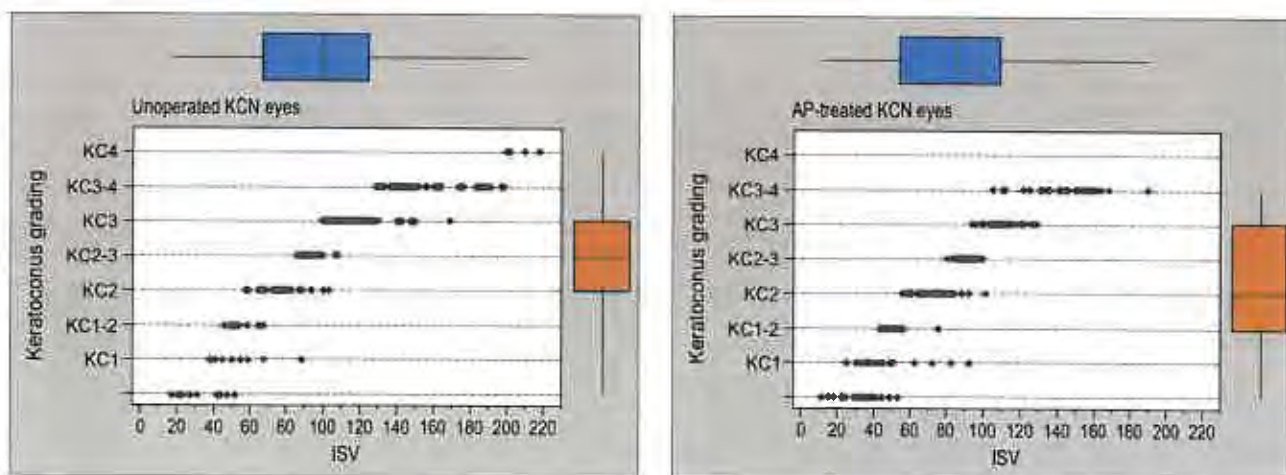 Unoperated KCN eyes
Keratoconus grading
KC4
KC3-4
KC3
KC2-3
KC2
KC1-2
KC1
0 20 40 60 80 100 120 140 160 180 200 220
ISV
AP-treated KCN eyes
Keratoconus grading
KC4
KC3-4
KC3
KC2-3
KC2
KC1-2
KC1
0 20 40 60 80 100 120 140 160 180 200 220
ISV